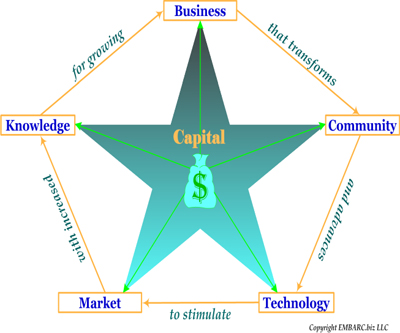 Business
for growing
that transforms
Knowledge
Capital
Community
$
with increased
and advances
Market
to stimulate
Technology
Copyright EMBARC.biz LLC